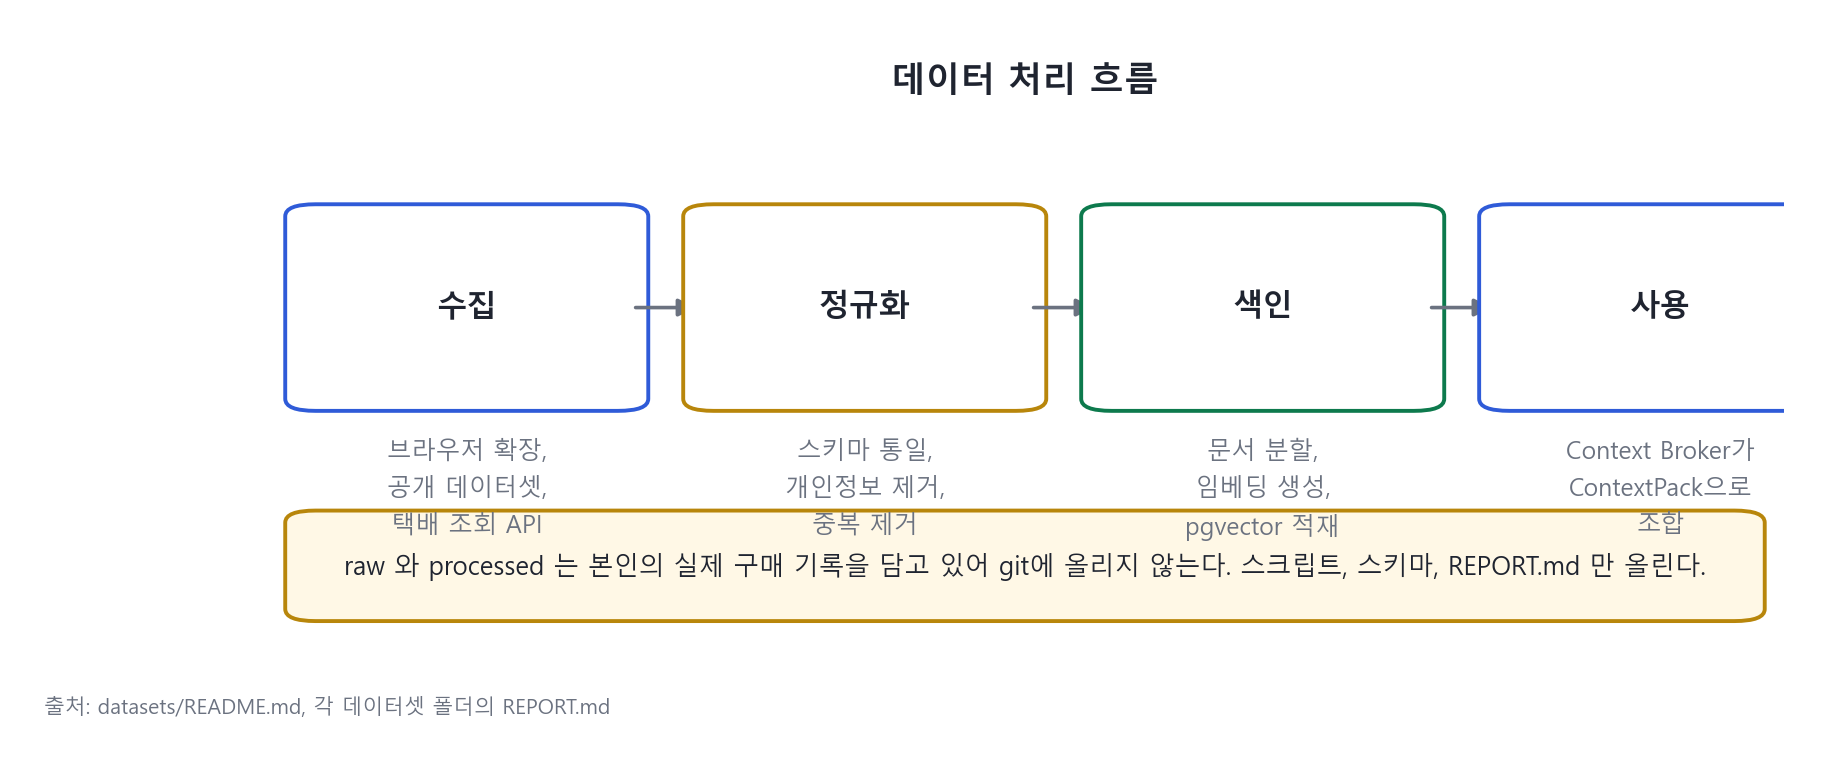 데이터 처리 흐름
수집
정규화
색인
사용
브라우저 확장,
공개 데이터셋,
택배 조회 API
스키마 통일,
개인정보 제거,
중복 제거
문서 분할,
임베딩 생성,
pgvector 적재
Context Broker가
ContextPack으로
조합
raw 와 processed 는 본인의 실제 구매 기록을 담고 있어 git에 올리지 않는다. 스크립트, 스키마, REPORT.md 만 올린다.
출처: datasets/README.md, 각 데이터셋 폴더의 REPORT.md